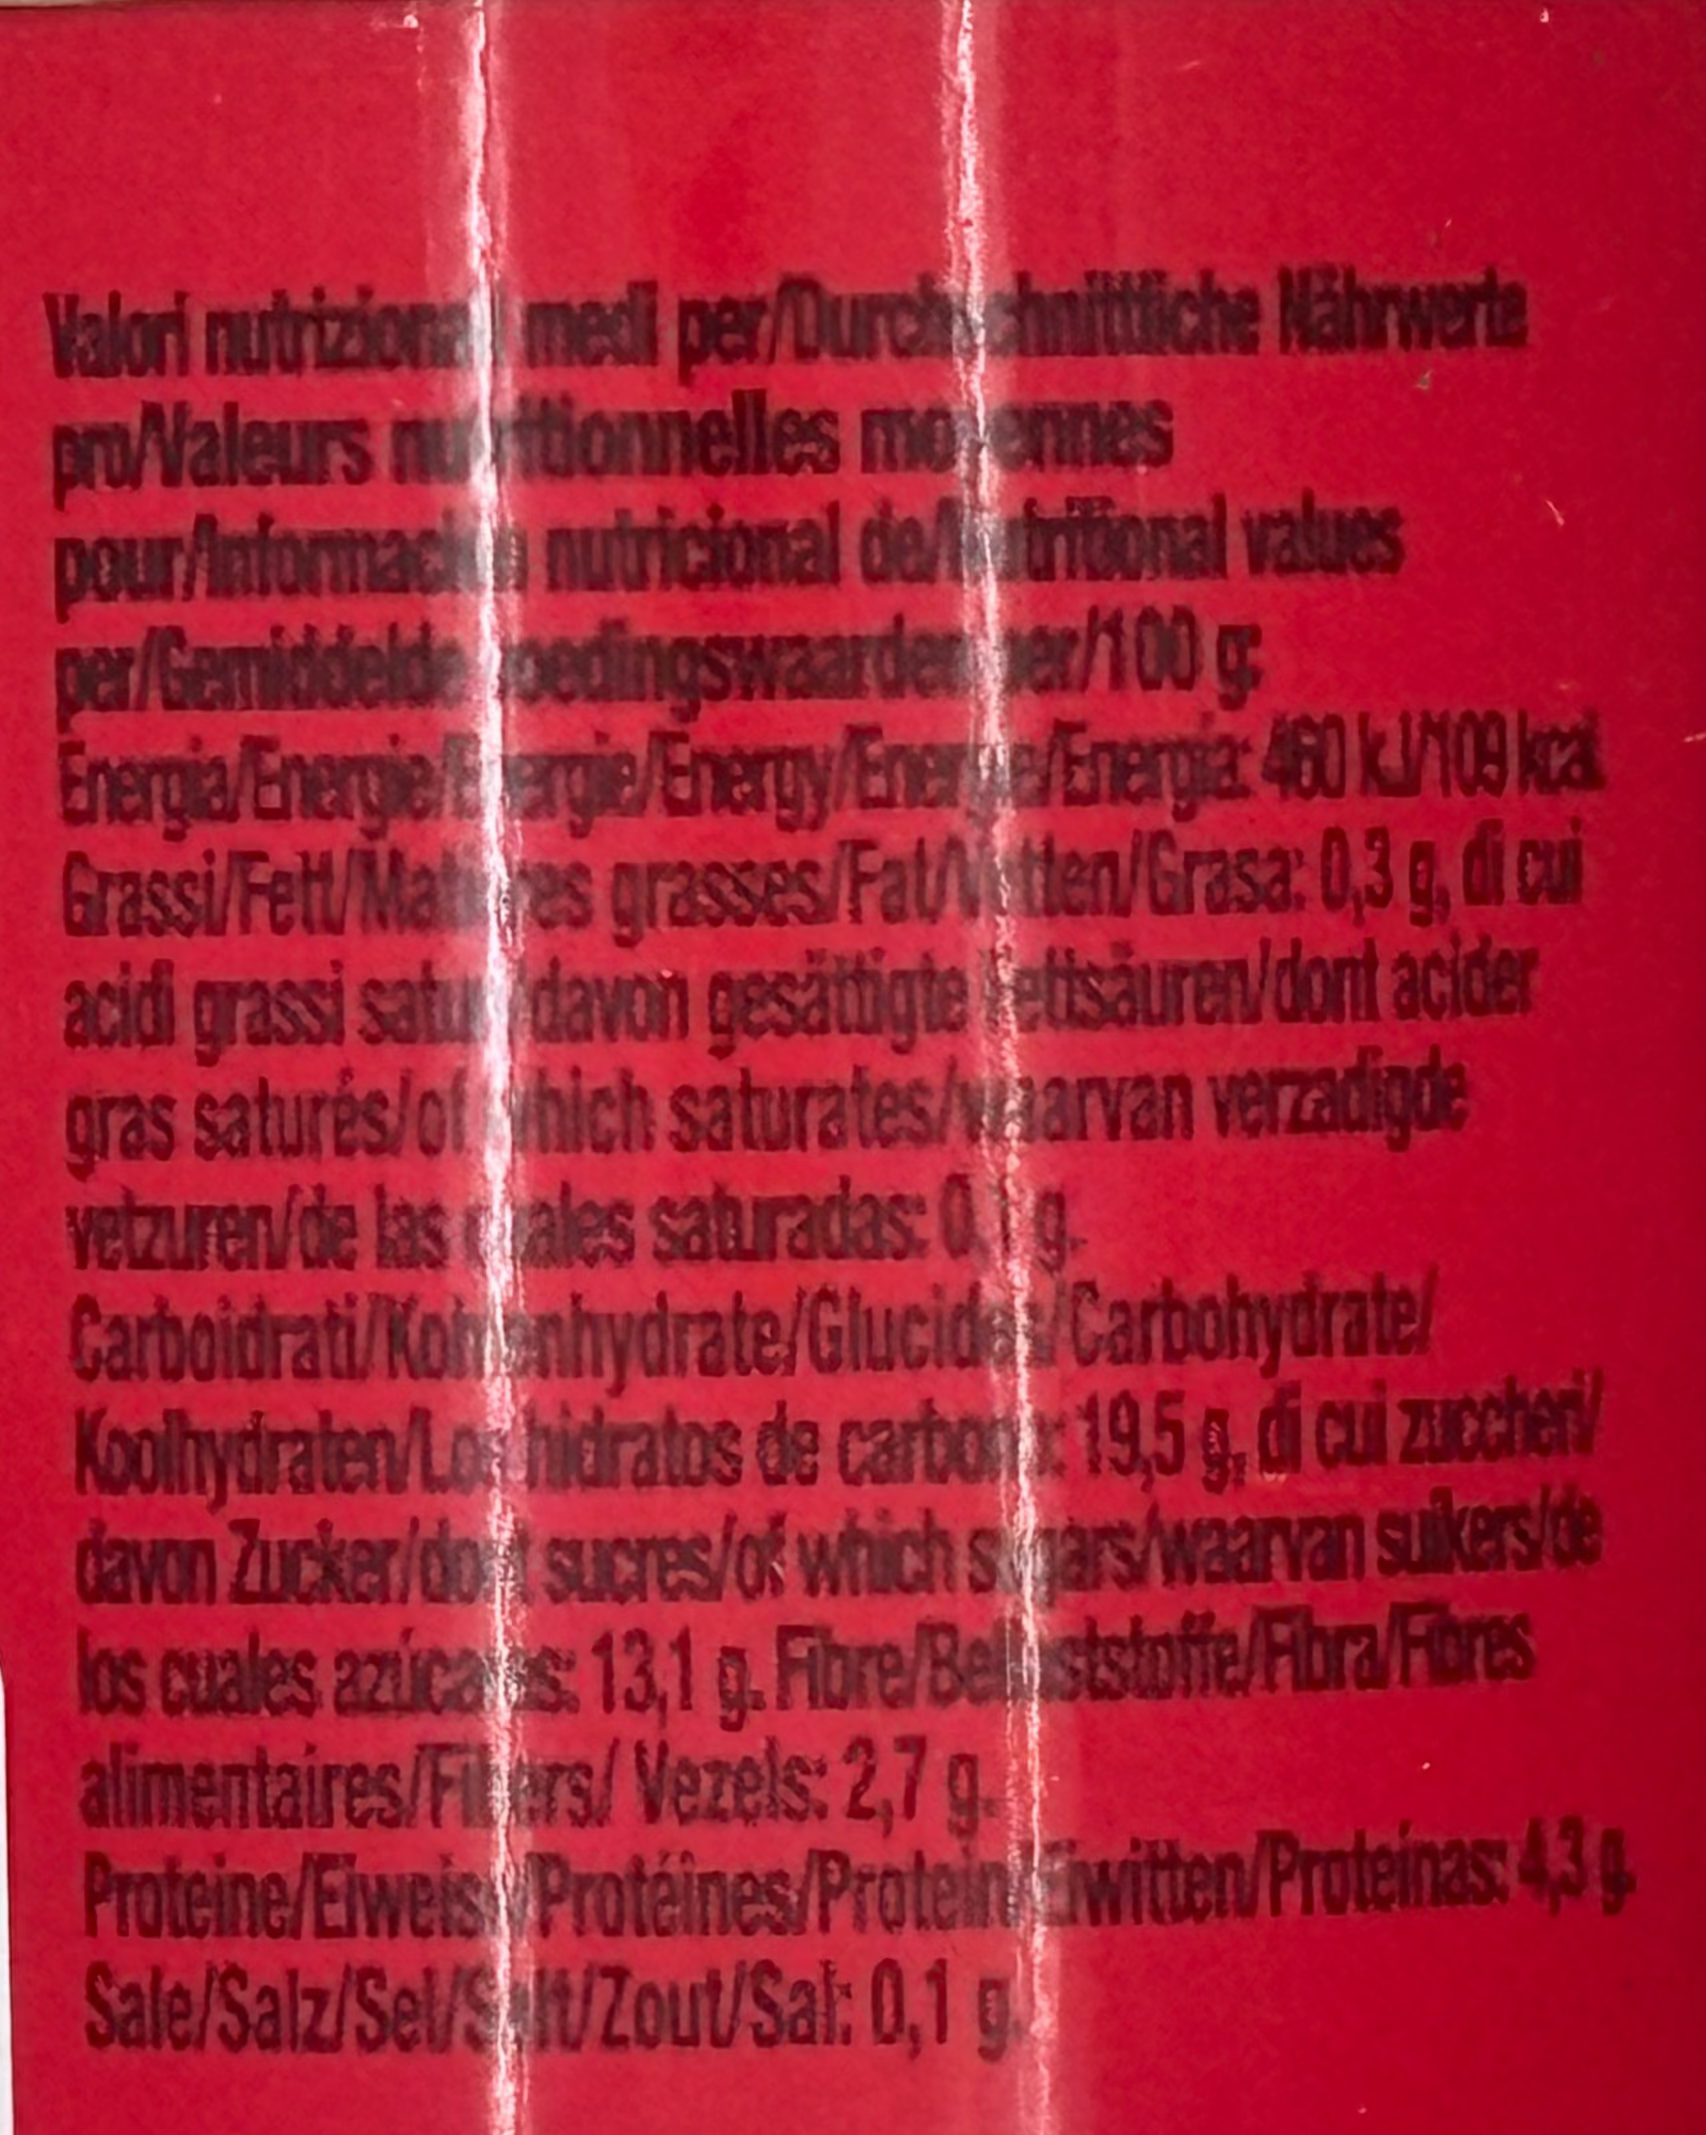 Valori nutrizionali medi per/Durchschnittliche Nährwerte
pro/Valeurs nutritionnelles moyennes
pour/Información nutricional de/Nutritional values
per/Gemiddelde voedingswaarden per/100 g:
Energia/Energie/Energie/Energy/Energie/Energía: 460 kJ/109 kcal
Grassi/Fett/Matières grasses/Fat/Vetten/Grasa: 0,3 g, di cui
acidi grassi saturi/davon gesättigte Fettsäuren/dont acider
gras saturés/of which saturates/waarvan verzadigde
vetzuren/de las cuales saturadas: 0,1 g.
Carboidrati/Kohlenhydrate/Glucides/Carbohydrate/
Koolhydraten/Los hidratos de carbono: 19,5 g, di cui zuccheri/
davon Zucker/dont sucres/of which sugars/waarvan suikers/de
los cuales azúcares: 13,1 g. Fibre/Ballaststoffe/Fibra/Fibres
alimentaires/Fibers/ Vezels: 2,7 g.
Proteine/Eiweiss/Protéines/Protein/Eiwitten/Proteínas: 4,3 g.
Sale/Salz/Sel/Salt/Zout/Sal: 0,1 g.